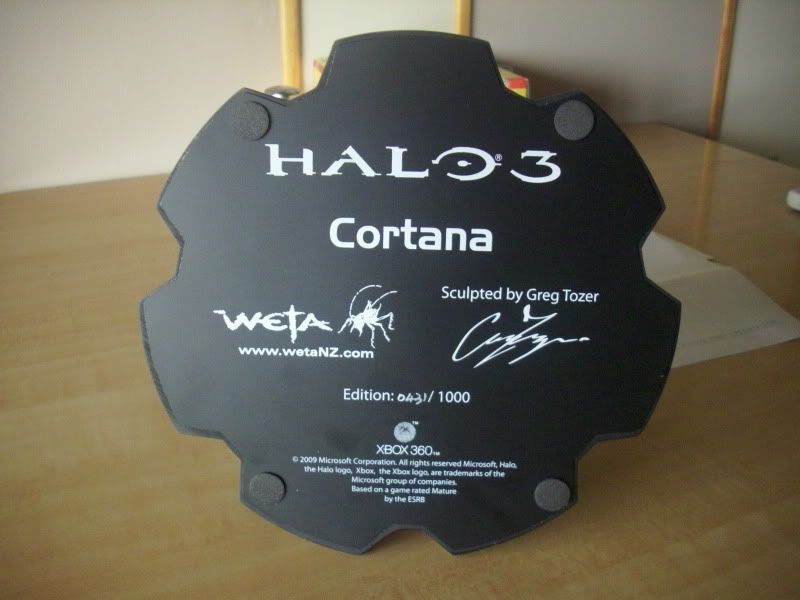 HALO® 3
Cortana
WETA
www.wetaNZ.com
Sculpted by Greg Tozer
Edition: 0431/ 1000
XBOX 360™
© 2009 Microsoft Corporation. All rights reserved Microsoft, Halo,
the Halo logo, Xbox, the Xbox logo, are trademarks of the
Microsoft group of companies.
Based on a game rated Mature
by the ESRB